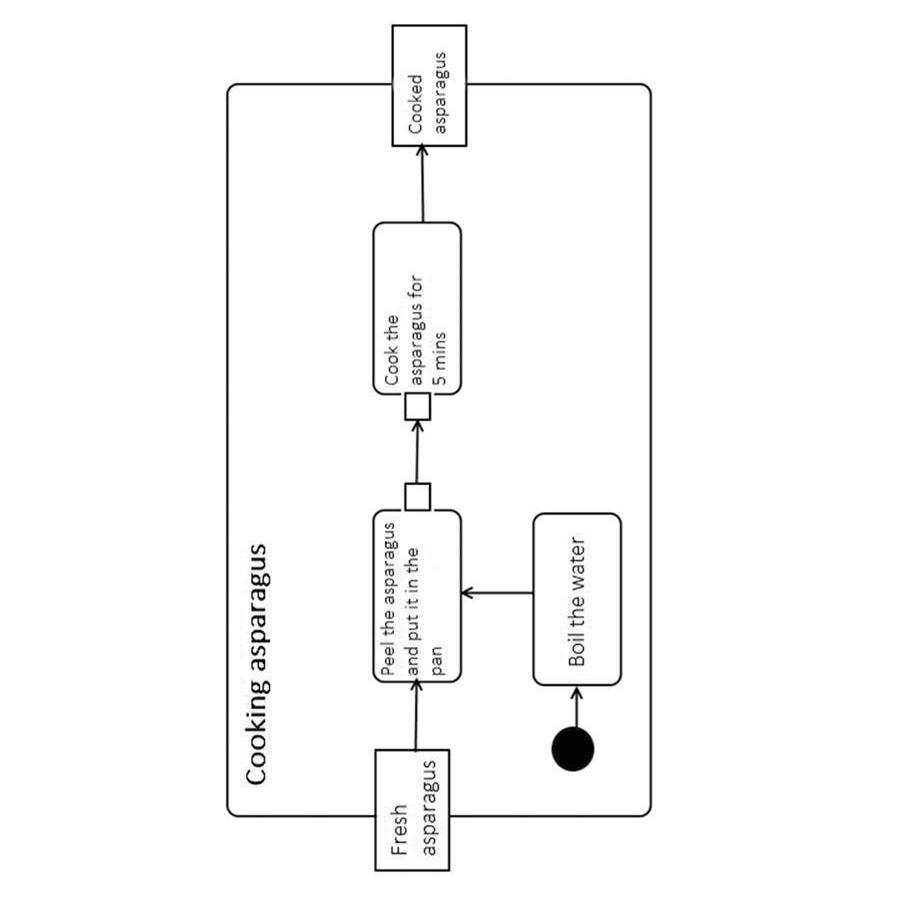 Cooking asparagus
Fresh
asparagus
Peel the asparagus
and put it in the
pan
Cook the
asparagus for
5 mins
Cooked
asparagus
Boil the water